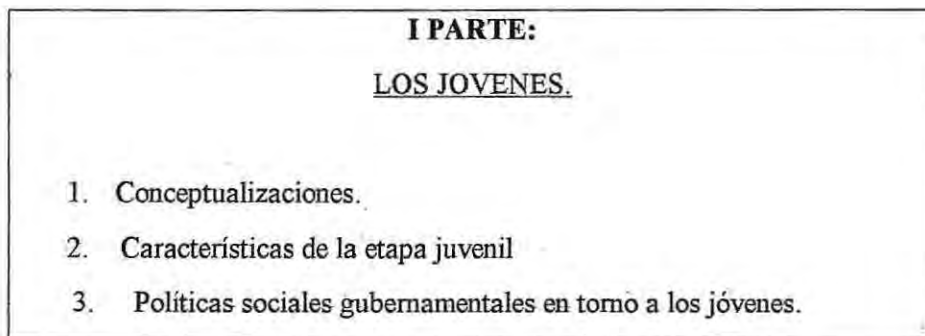 I PARTE:
LOS JOVENES.
1. Conceptualizaciones.
2. Características de la etapa juvenil
3. Políticas sociales gubernamentales en torno a los jóvenes.